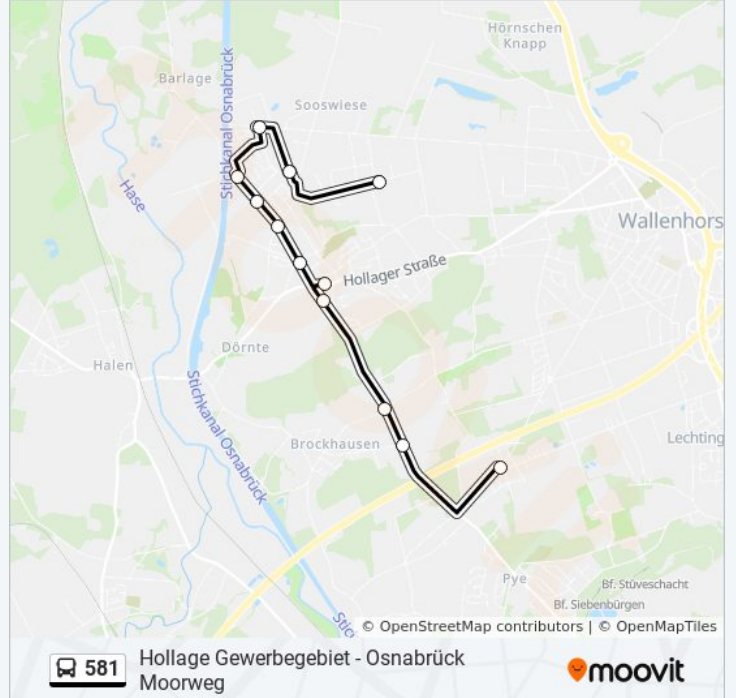 Hörnschen
Knapp
Barlage
Sooswiese
Stichkanal Osnabrück
Hase
Wallenhors
Hollager Straße
Dörnte
Halen
Stichkanal Osnabrück
Brockhausen
Lechting
Pye
Bf. Stüveschacht
Bf. Siebenbürgen
Stic
© OpenStreetMap contributors | © OpenMapTiles
581
Hollage Gewerbegebiet - Osnabrück
Moorweg
moovit